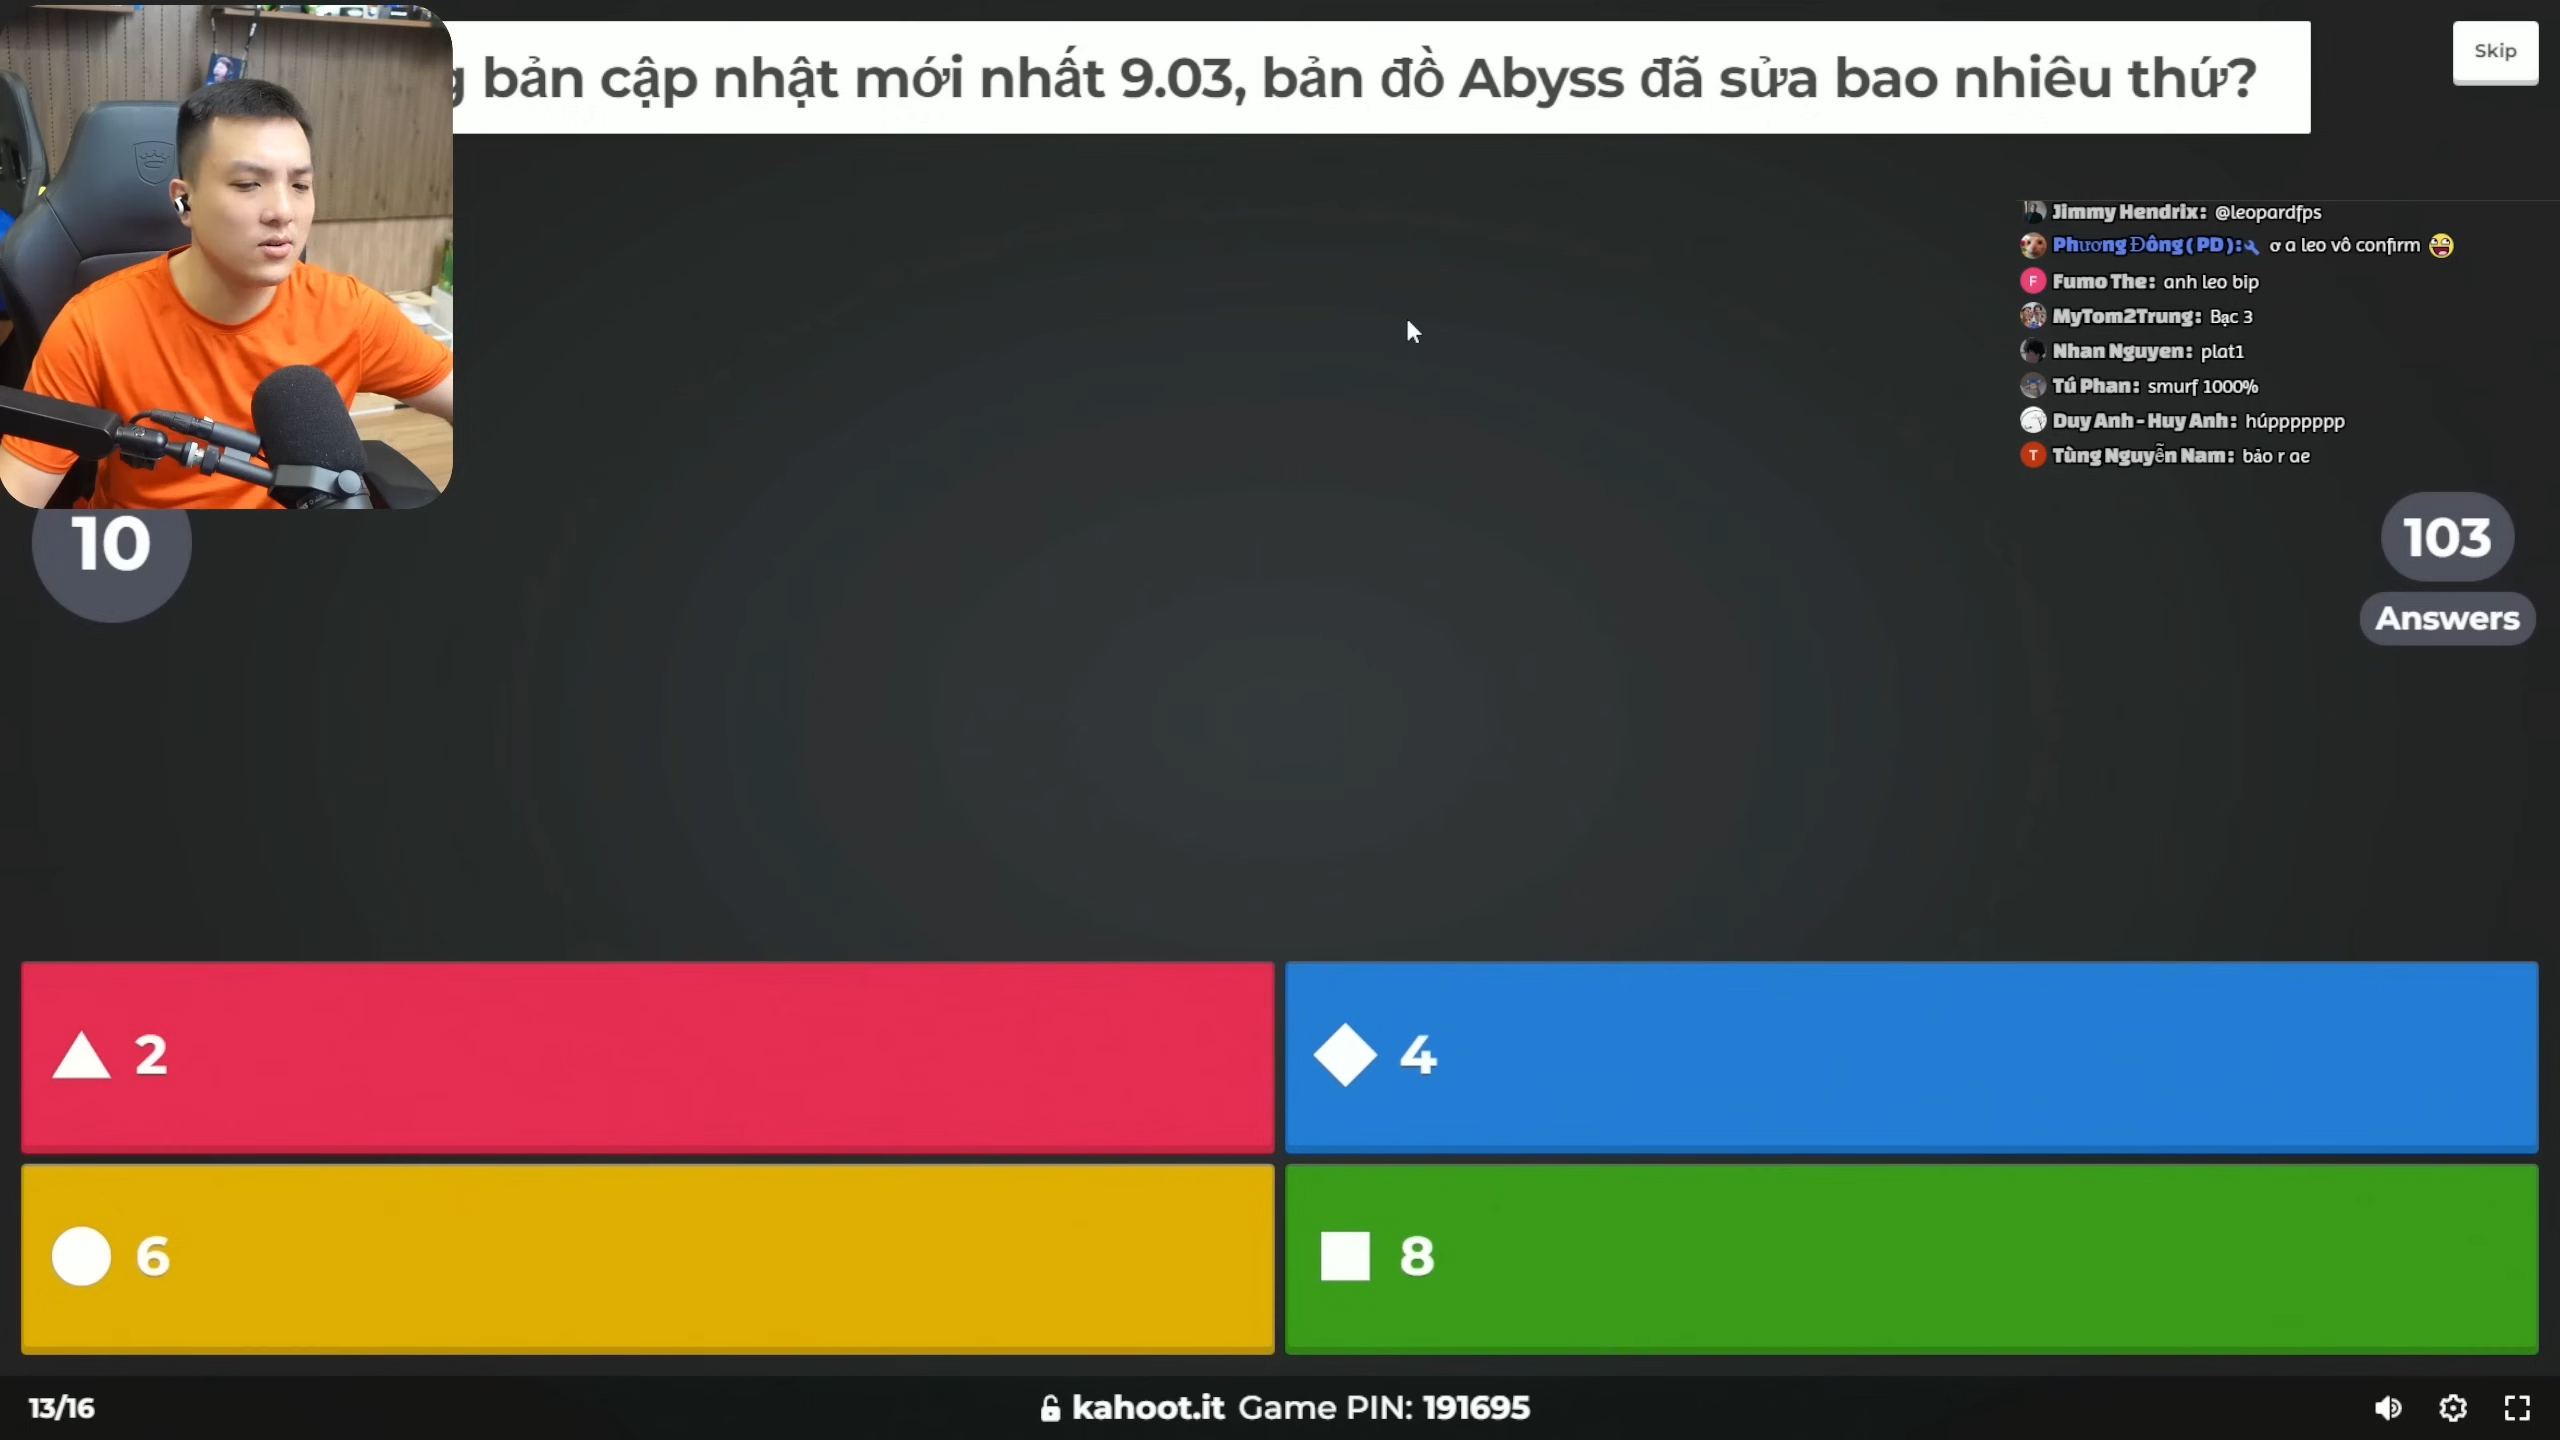 bản cập nhật mới nhất 9.03, bản đồ Abyss đã sửa bao nhiêu thứ?
Skip
Jimmy Hendrix: @leopardfps
Phương Đông ( PD ): ơ a leo vô confirm
Fumo The: anh leo bip
MyTom2Trung: Bạc 3
Nhan Nguyen: plat1
Tú Phan: smurf 1000%
Duy Anh - Huy Anh: húppppppp
Tùng Nguyễn Nam: bảo r ae
10
103
Answers
2
4
6
8
13/16
kahoot.it Game PIN: 191695